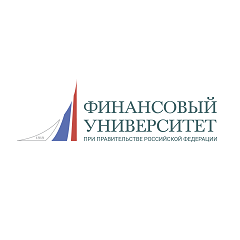 ФИНАНСОВЫЙ
УНИВЕРСИТЕТ
ПРИ ПРАВИТЕЛЬСТВЕ РОССИЙСКОЙ ФЕДЕРАЦИИ